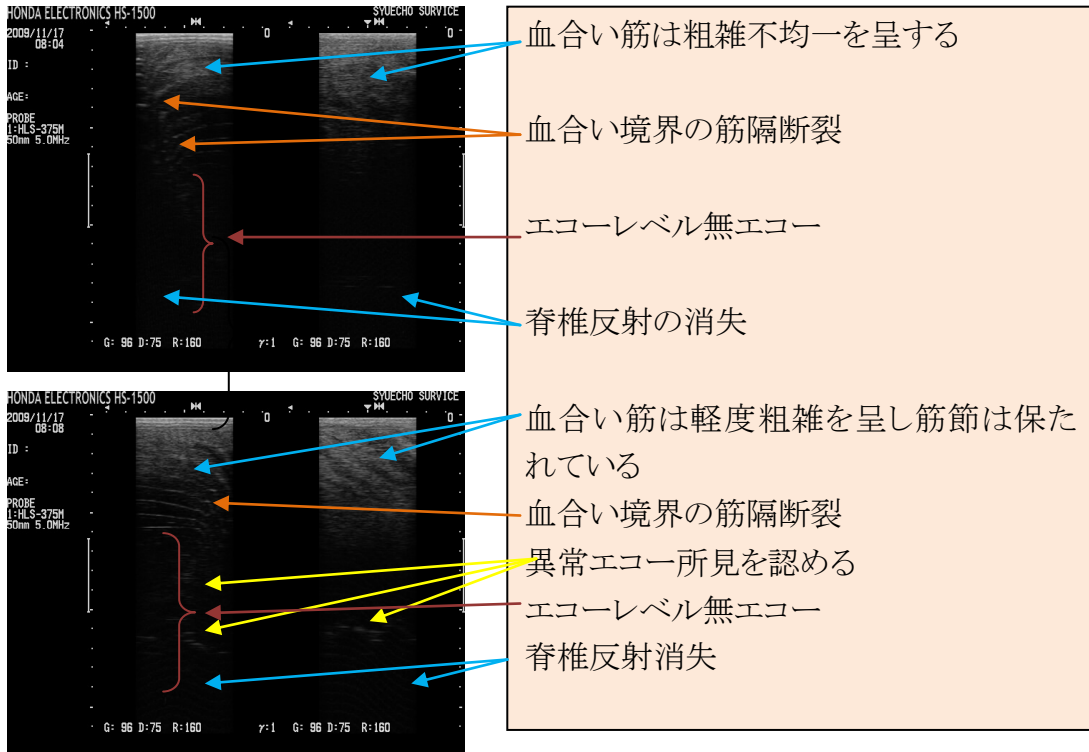 HONDA ELECTRONICS HS-1500
SYUECHO SURVICE
2009/11/17
08:04
0
0
ID :
AGE:
PROBE
1:HLS-375M
50mm 5.0MHz
G: 96 D:75 R:160
γ:1
G: 96 D:75 R:160
血合い筋は粗雑不均一を呈する
血合い境界の筋隔断裂
エコーレベル無エコー
脊椎反射の消失
HONDA ELECTRONICS HS-1500
SYUECHO SURVICE
2009/11/17
08:08
0
0
ID :
AGE:
PROBE
1:HLS-375M
50mm 5.0MHz
G: 96 D:75 R:160
γ:1
G: 96 D:75 R:160
血合い筋は軽度粗雑を呈し筋節は保た
れている
血合い境界の筋隔断裂
異常エコー所見を認める
エコーレベル無エコー
脊椎反射消失